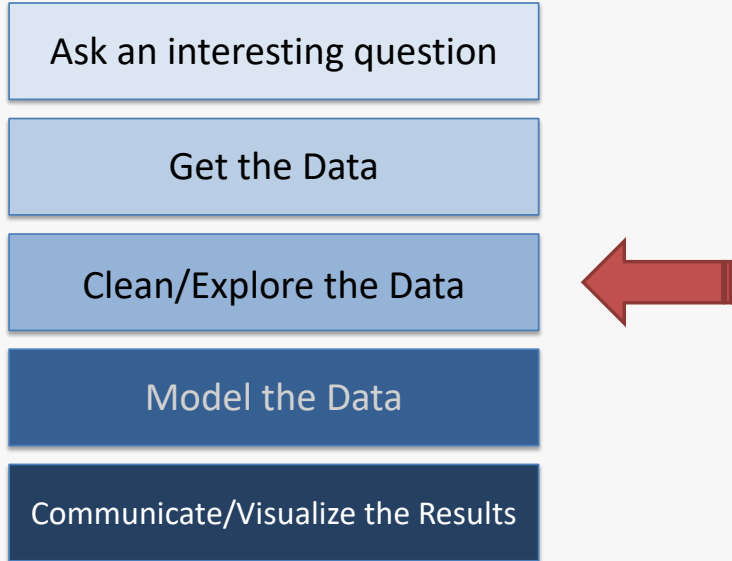 Ask an interesting question
Get the Data
Clean/Explore the Data
Model the Data
Communicate/Visualize the Results